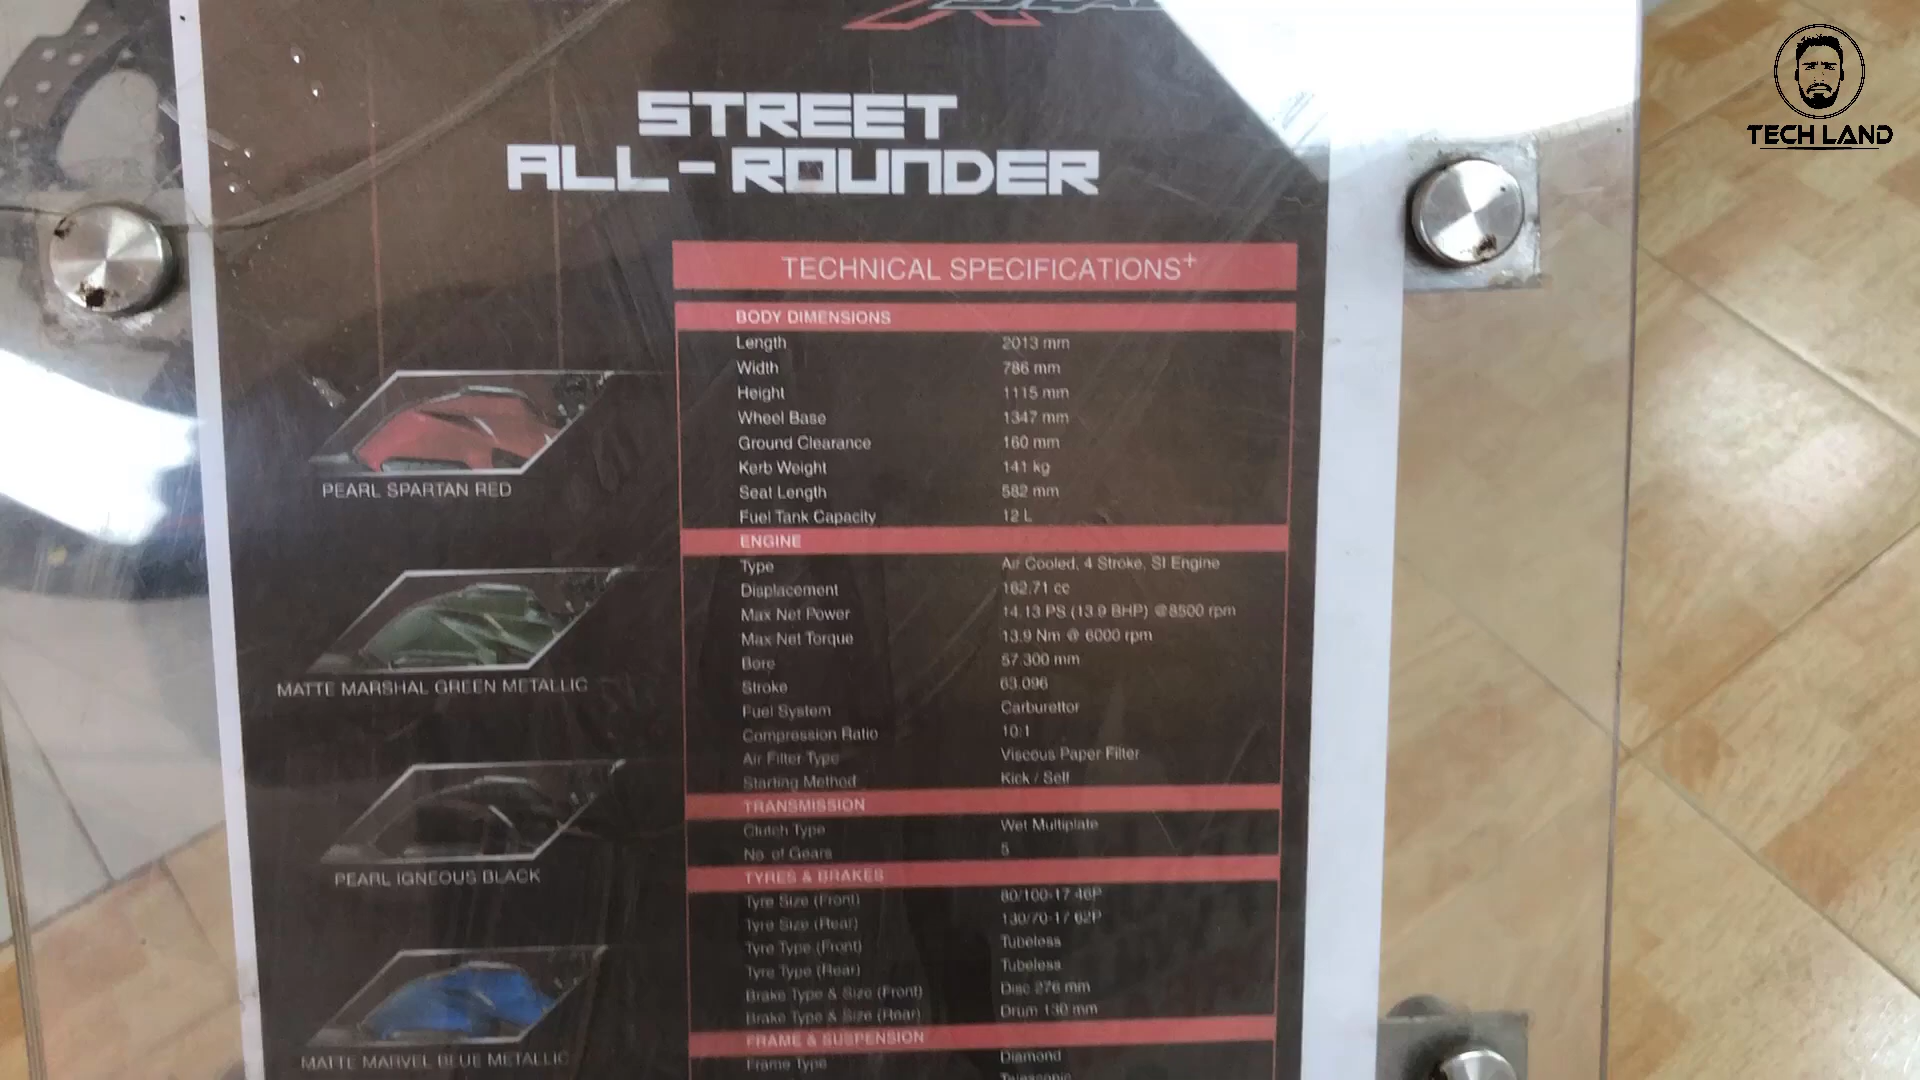 TECH LAND
STREET
ALL-ROUNDER
TECHNICAL SPECIFICATIONS+
BODY DIMENSIONS
Length 2013 mm
Width 786 mm
Height 1115 mm
Wheel Base 1347 mm
Ground Clearance 160 mm
Kerb Weight 141 kg
Seat Length 582 mm
Fuel Tank Capacity 12 L
ENGINE
Type Air Cooled, 4 Stroke, SI Engine
Displacement 162.71 cc
Max Net Power 14.13 PS (13.9 BHP) @8500 rpm
Max Net Torque 13.9 Nm @ 6000 rpm
Bore 57.300 mm
Stroke 63.096
Fuel System Carburettor
Compression Ratio 10:1
Air Filter Type Viscous Paper Filter
Starting Method Kick / Self
TRANSMISSION
Clutch Type Wet Multiplate
No. of Gears 5
TYRES & BRAKES
Tyre Size (Front) 80/100-17 46P
Tyre Size (Rear) 130/70-17 62P
Tyre Type (Front) Tubeless
Tyre Type (Rear) Tubeless
Brake Type & Size (Front) Disc 276 mm
Brake Type & Size (Rear) Drum 130 mm
FRAME & SUSPENSION
Frame Type Diamond
PEARL SPARTAN RED
MATTE MARSHAL GREEN METALLIC
PEARL IGNEOUS BLACK
MATTE MARVEL BLUE METALLIC